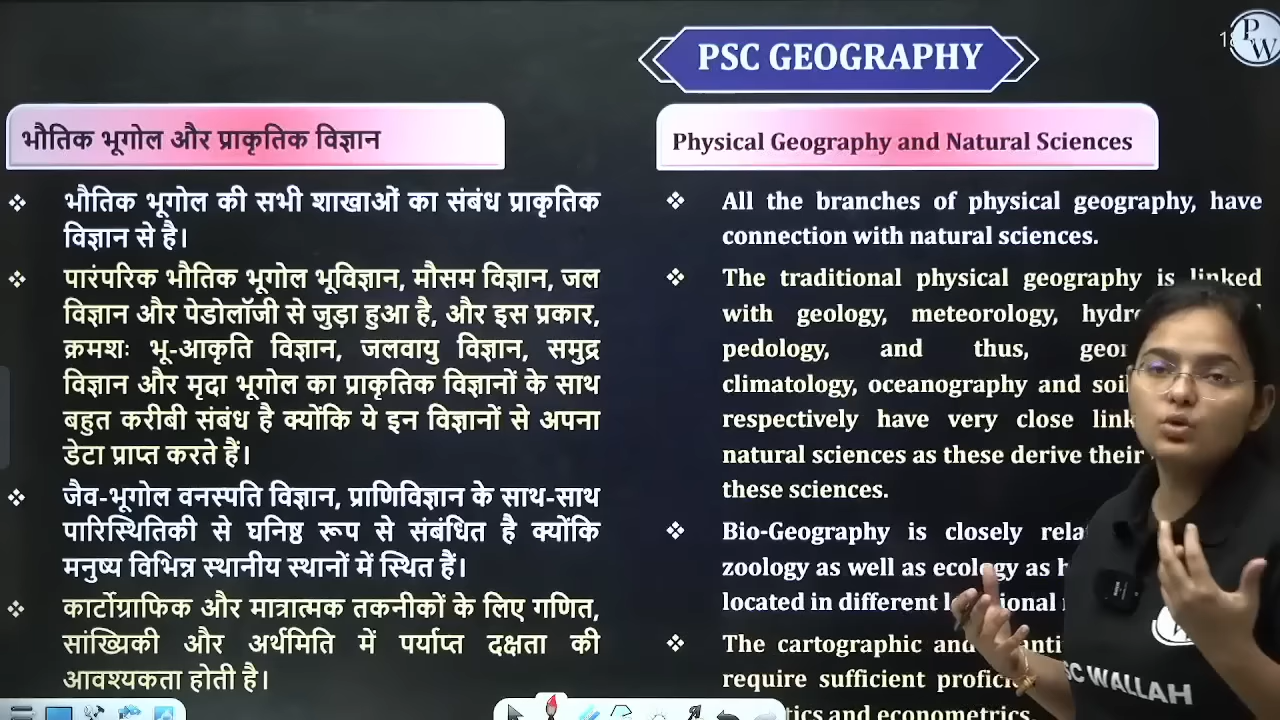 PSC GEOGRAPHY
PW
भौतिक भूगोल और प्राकृतिक विज्ञान
❖ भौतिक भूगोल की सभी शाखाओं का संबंध प्राकृतिक
विज्ञान से है।
❖ पारंपरिक भौतिक भूगोल भूविज्ञान, मौसम विज्ञान, जल
विज्ञान और पेडोलॉजी से जुड़ा हुआ है, और इस प्रकार,
क्रमशः भू-आकृति विज्ञान, जलवायु विज्ञान, समुद्र
विज्ञान और मृदा भूगोल का प्राकृतिक विज्ञानों के साथ
बहुत करीबी संबंध है क्योंकि ये इन विज्ञानों से अपना
डेटा प्राप्त करते हैं।
❖ जैव-भूगोल वनस्पति विज्ञान, प्राणिविज्ञान के साथ-साथ
पारिस्थितिकी से घनिष्ठ रूप से संबंधित है क्योंकि
मनुष्य विभिन्न स्थानीय स्थानों में स्थित हैं।
❖ कार्टोग्राफिक और मात्रात्मक तकनीकों के लिए गणित,
सांख्यिकी और अर्थमिति में पर्याप्त दक्षता की
आवश्यकता होती है।
Physical Geography and Natural Sciences
❖ All the branches of physical geography, have
connection with natural sciences.
❖ The traditional physical geography is linked
with geology, meteorology,
pedology, and thus,
climatology, oceanography and
respectively have very close
natural sciences as these derive their
these sciences.
❖ Bio-Geography is closely
zoology as well as ecology as
located in different
❖ The cartographic and
require sufficient
and econometrics.
WALLAH